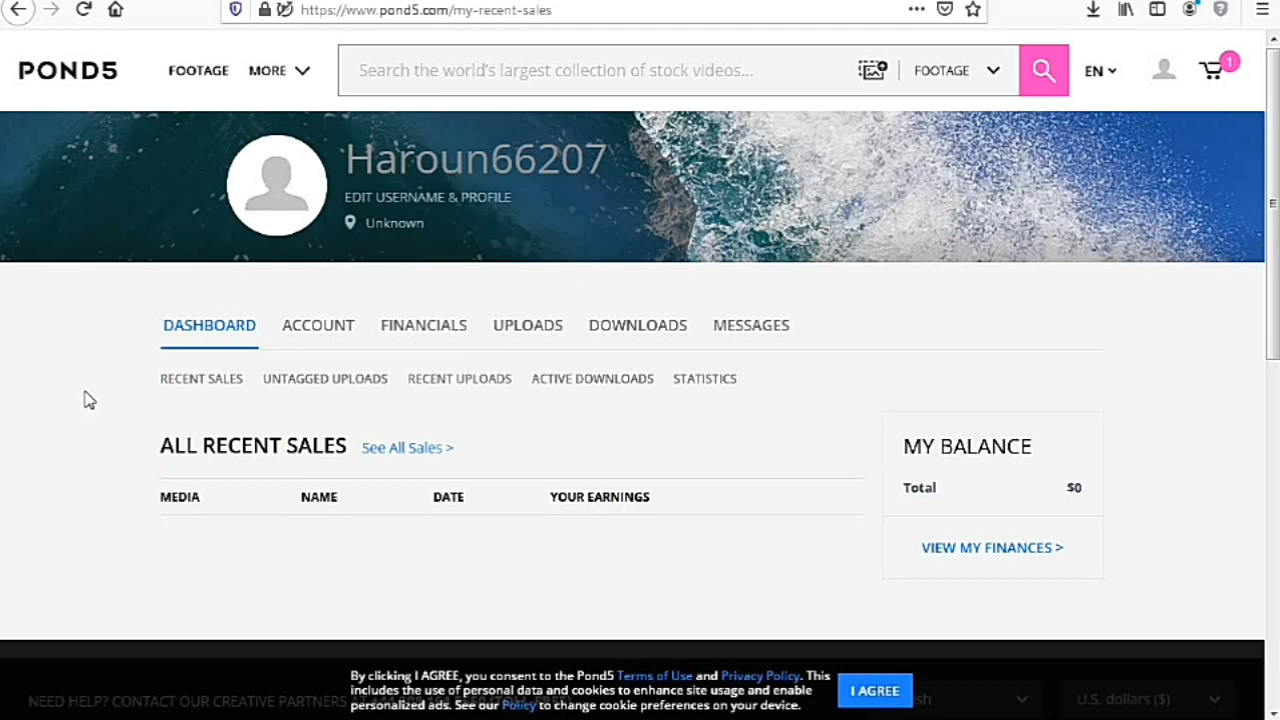 https://www.pond5.com/my-recent-sales
POND5 FOOTAGE MORE Search the world's largest collection of stock videos... FOOTAGE EN 1
Haroun66207
EDIT USERNAME & PROFILE
Unknown
DASHBOARD ACCOUNT FINANCIALS UPLOADS DOWNLOADS MESSAGES
RECENT SALES UNTAGGED UPLOADS RECENT UPLOADS ACTIVE DOWNLOADS STATISTICS
ALL RECENT SALES See All Sales >
MEDIA NAME DATE YOUR EARNINGS
MY BALANCE
Total $0
VIEW MY FINANCES >
By clicking I AGREE, you consent to the Pond5 Terms of Use and Privacy Policy. This
includes the use of personal data and cookies to enhance site usage and enable
personalized ads. See our Policy to change cookie preferences on your device.
I AGREE
NEED HELP? CONTACT OUR CREATIVE PARTNERS AT
U.S. dollars ($)